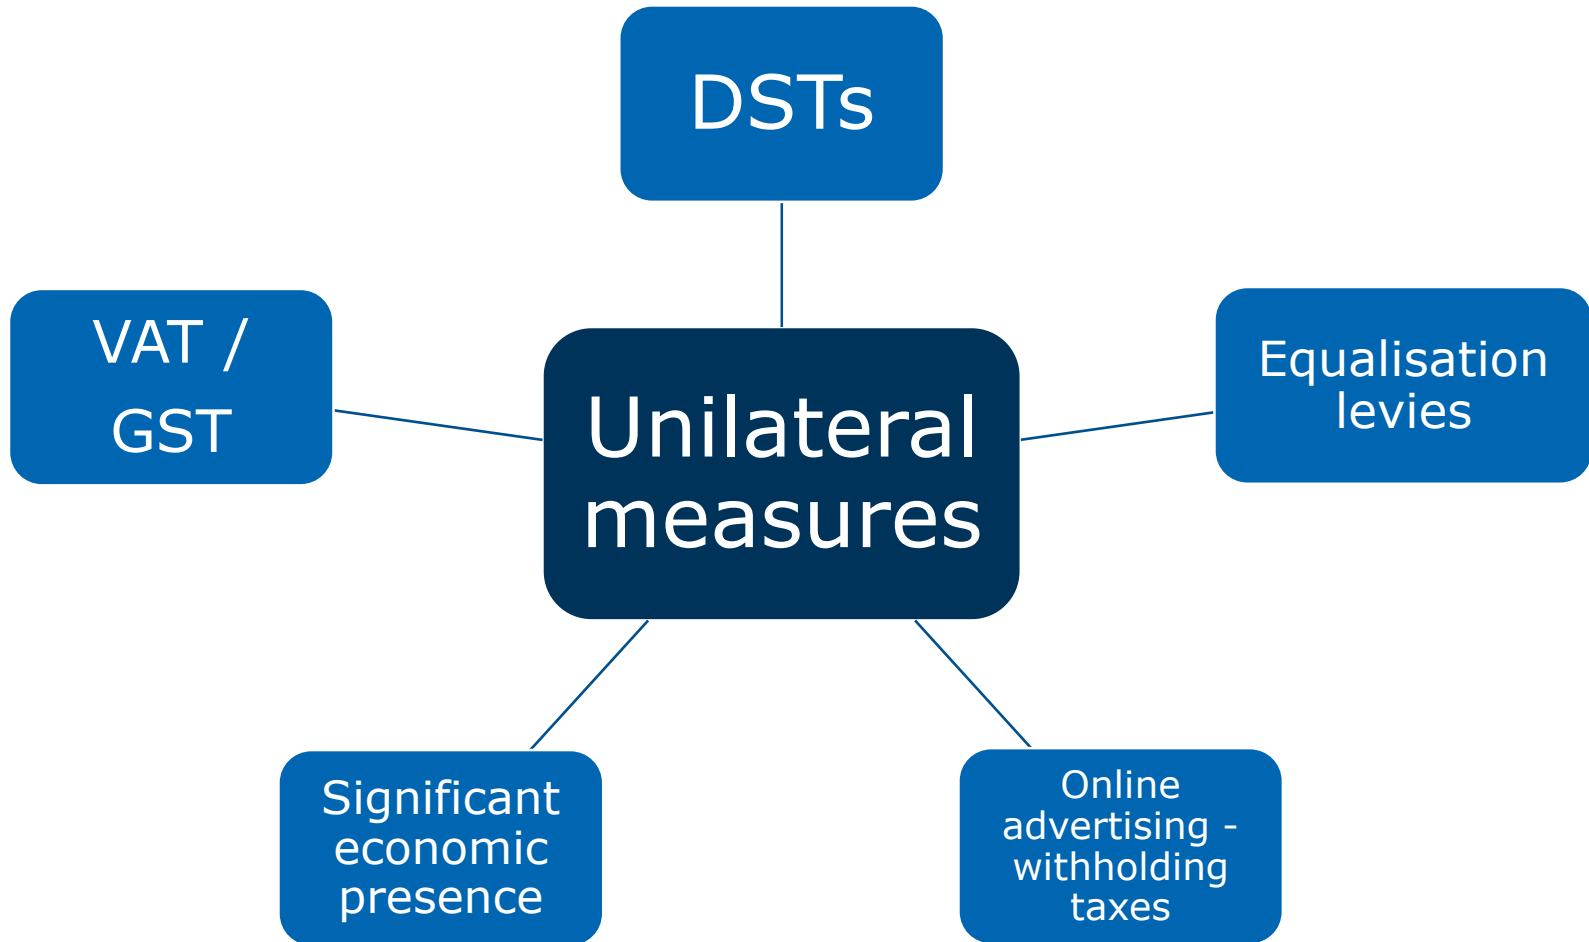 DSTs
VAT /
GST
Unilateral
measures
Equalisation
levies
Significant
economic
presence
Online
advertising -
withholding
taxes